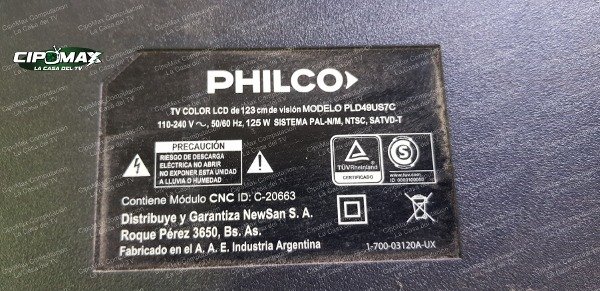 CIPOMAX
LA CASA DEL TV
PHILCO
TV COLOR LCD de 123 cm de visión MODELO PLD49US7C
110-240 V ~, 50/60 Hz, 125 W SISTEMA PAL-N/M, NTSC, SATVD-T
PRECAUCIÓN
RIESGO DE DESCARGA
ELÉCTRICA NO ABRIR
NO EXPONER ESTA UNIDAD
A LLUVIA O HUMEDAD
TÜVRheinland
CERTIFICADO
S
Contiene Módulo CNC ID: C-20663
Distribuye y Garantiza NewSan S. A.
Roque Pérez 3650, Bs. As.
Fabricado en el A. A. E. Industria Argentina
1-700-03120A-UX